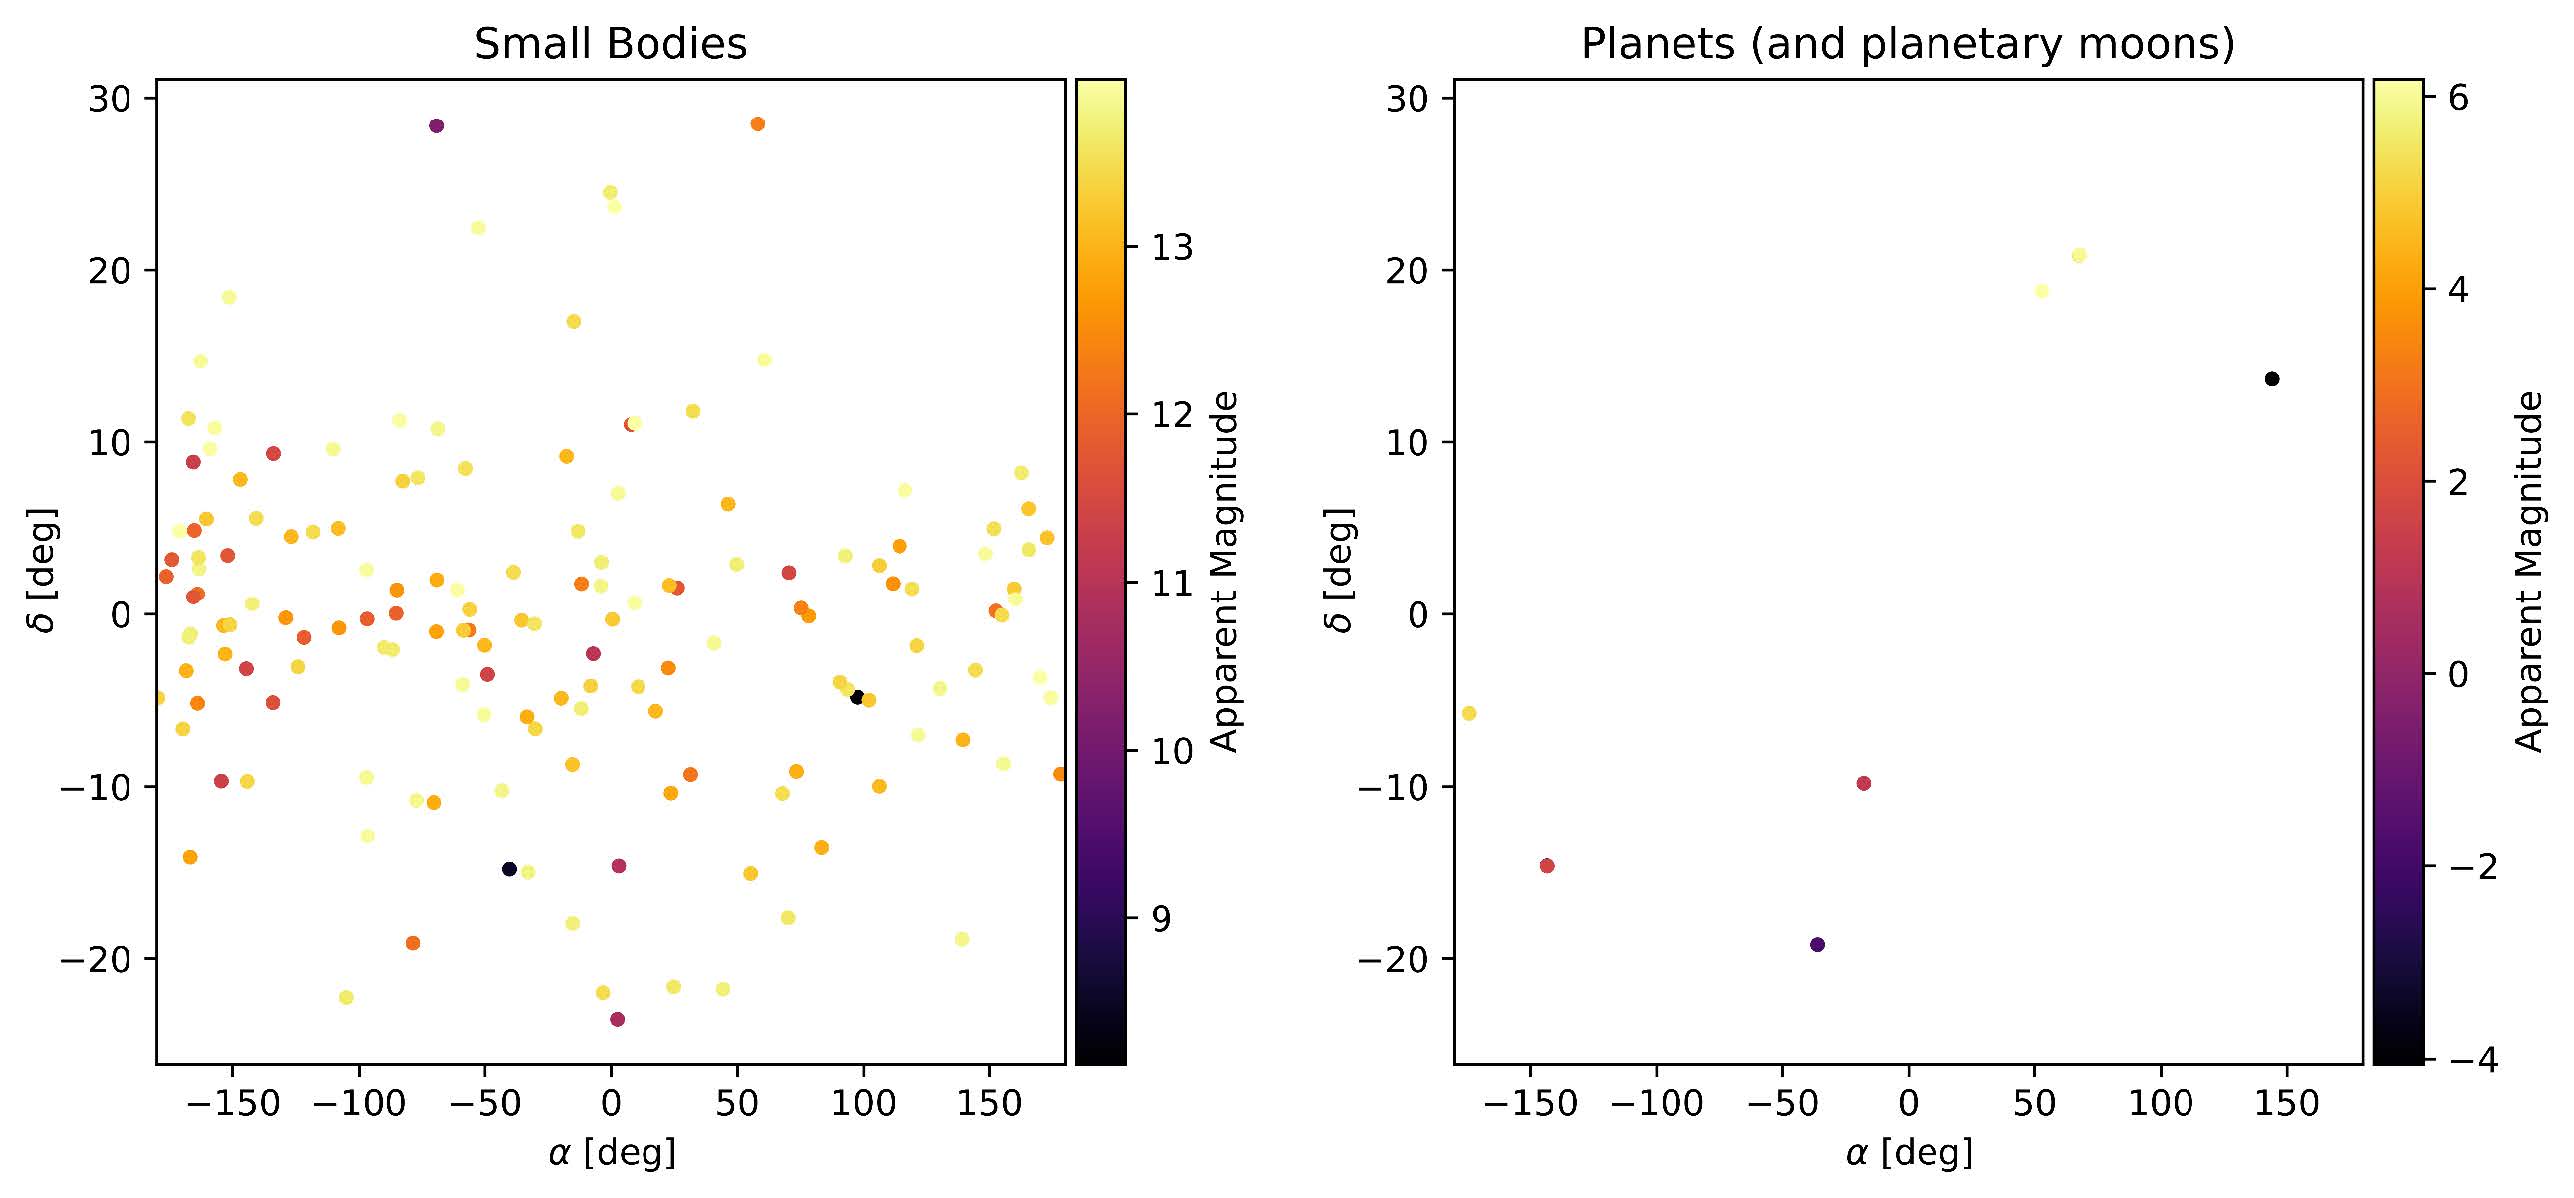 Small Bodies
30
20
10
0
−10
−20
δ [deg]
−150 −100 −50 0 50 100 150
α [deg]
13
12
11
10
9
Apparent Magnitude
Planets (and planetary moons)
30
20
10
0
−10
−20
δ [deg]
−150 −100 −50 0 50 100 150
α [deg]
6
4
2
0
−2
−4
Apparent Magnitude